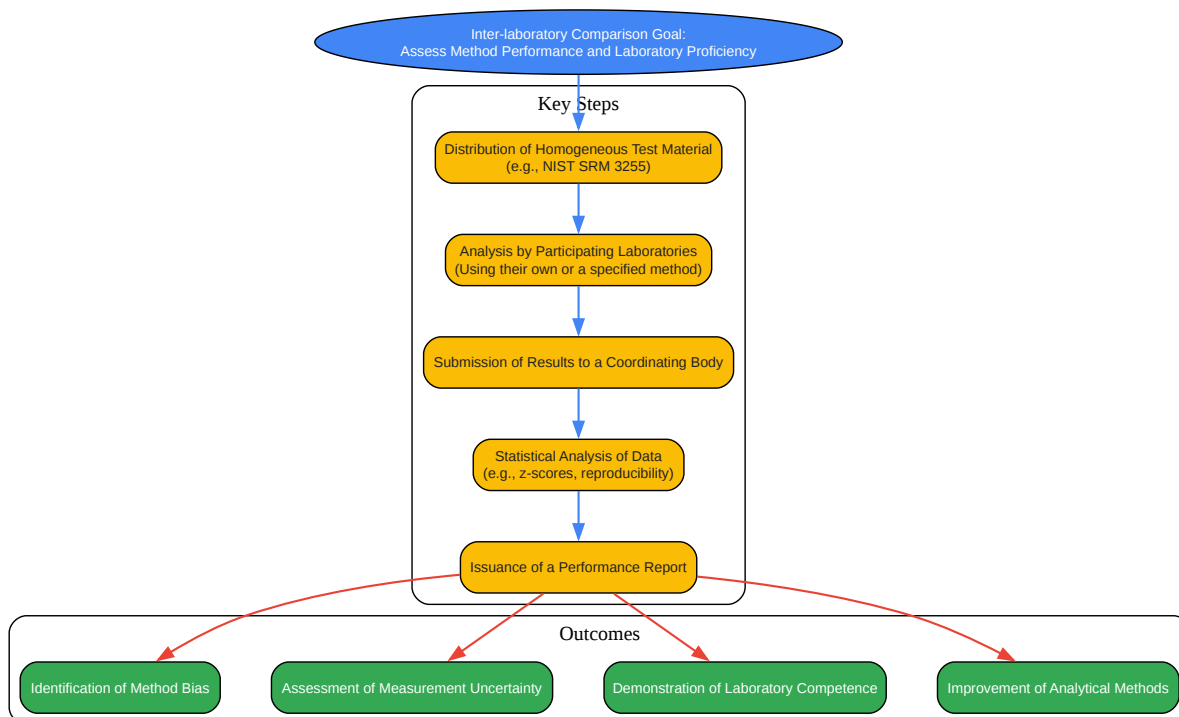 Inter-laboratory Comparison Goal:
Assess Method Performance and Laboratory Proficiency
Key Steps
Distribution of Homogeneous Test Material
(e.g., NIST SRM 3255)
Analysis by Participating Laboratories
(Using their own or a specified method)
Submission of Results to a Coordinating Body
Statistical Analysis of Data
(e.g., z-scores, reproducibility)
Issuance of a Performance Report
Outcomes
Identification of Method Bias
Assessment of Measurement Uncertainty
Demonstration of Laboratory Competence
Improvement of Analytical Methods